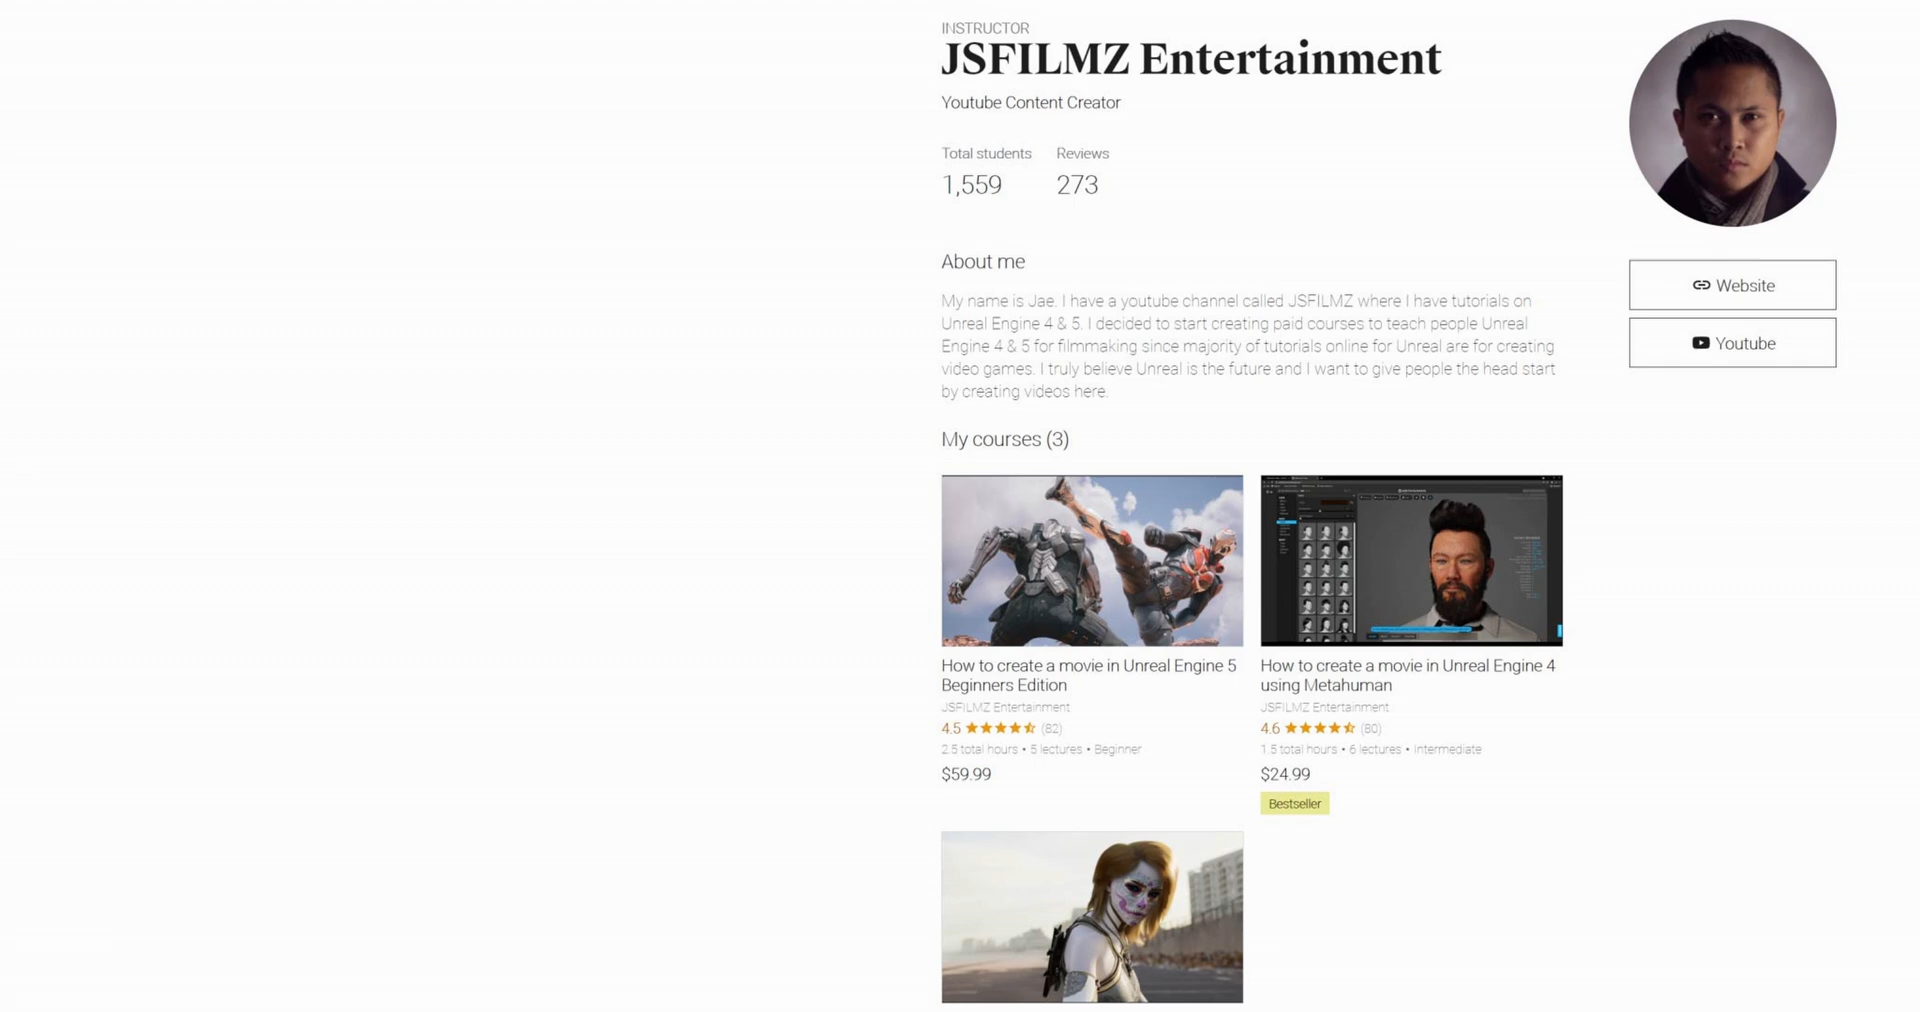 INSTRUCTOR
JSFILMZ Entertainment
Youtube Content Creator
Total students Reviews
1,559 273
About me
My name is Jae. I have a youtube channel called JSFILMZ where I have tutorials on
Unreal Engine 4 & 5. I decided to start creating paid courses to teach people Unreal
Engine 4 & 5 for filmmaking since majority of tutorials online for Unreal are for creating
video games. I truly believe Unreal is the future and I want to give people the head start
by creating videos here.
Website
Youtube
My courses (3)
How to create a movie in Unreal Engine 5
Beginners Edition
JSFILMZ Entertainment
4.5 (82)
2.5 total hours • 5 lectures • Beginner
$59.99
How to create a movie in Unreal Engine 4
using Metahuman
JSFILMZ Entertainment
4.6 (80)
1.5 total hours • 6 lectures • Intermediate
$24.99
Bestseller